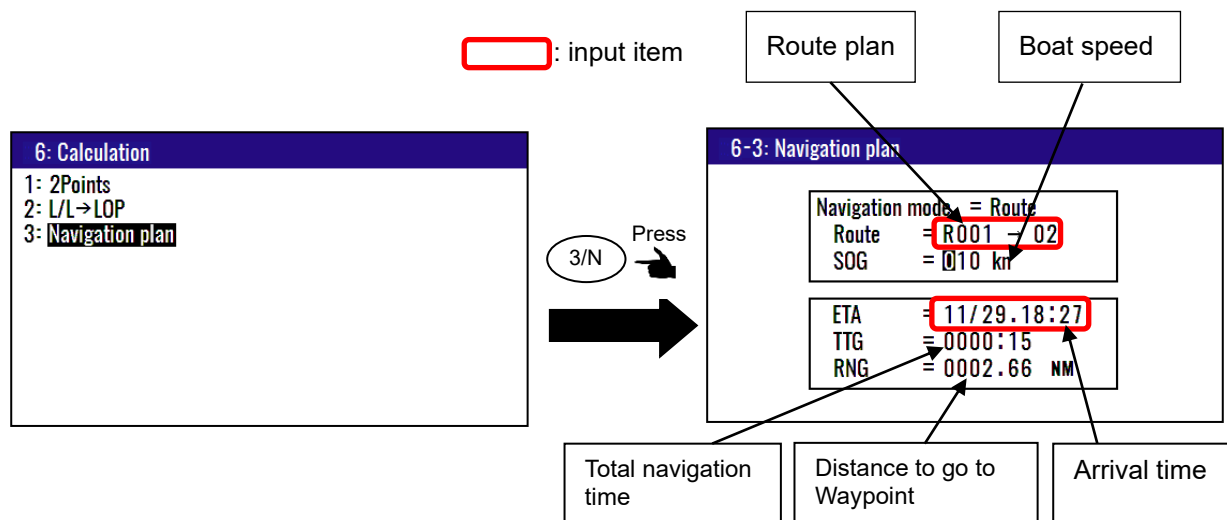 : input item
Route plan
Boat speed
6: Calculation
1: 2Points
2: L/L→LOP
3: Navigation plan
3/N
Press
6-3: Navigation plan
Navigation mode = Route
Route = R001 → 02
SOG = 010 kn
ETA = 11/29.18:27
TTG = 0000:15
RNG = 0002.66 NM
Total navigation
time
Distance to go to
Waypoint
Arrival time